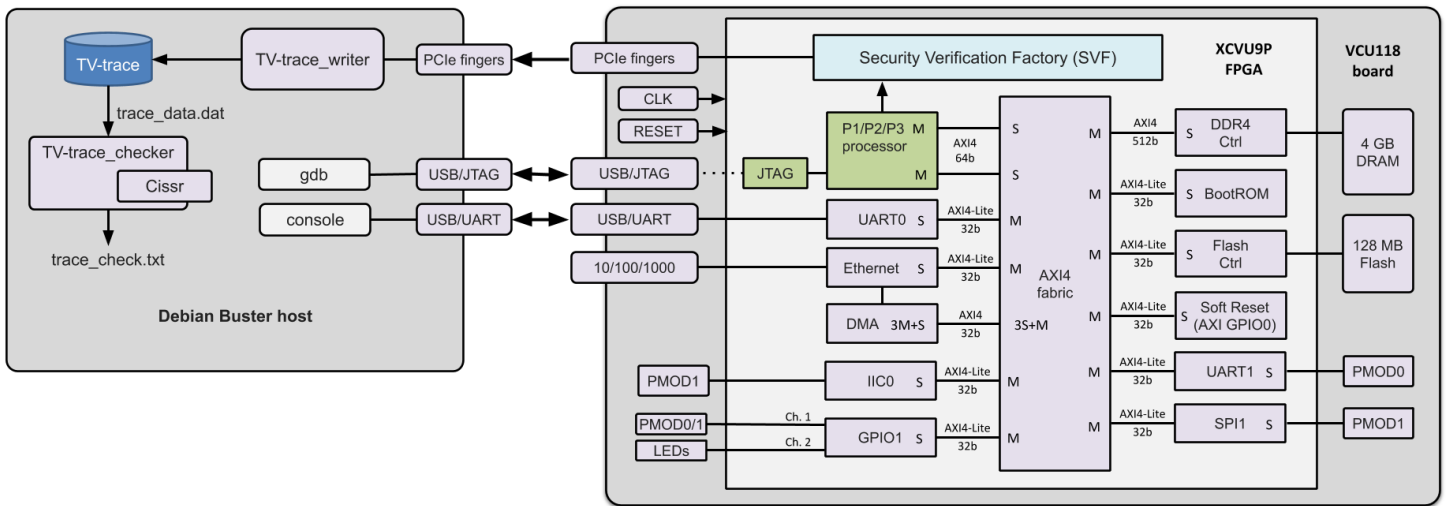 TV-trace
TV-trace_writer
PCIe fingers
trace_data.dat
TV-trace_checker
Cissr
trace_check.txt
gdb
console
USB/JTAG
USB/UART
Debian Buster host
PCIe fingers
CLK
RESET
USB/JTAG
USB/UART
10/100/1000
PMOD1
PMOD0/1
LEDs
Ch. 1
Ch. 2
Security Verification Factory (SVF)
XCVU9P
FPGA
VCU118
board
JTAG
P1/P2/P3 M
processor
M
AXI4
64b
UART0 S
AXI4-Lite
32b
Ethernet S
AXI4-Lite
32b
DMA 3M+S
AXI4
32b
IIC0 S
AXI4-Lite
32b
GPIO1 S
AXI4-Lite
32b
S
S
M
M
3S+M
M
M
AXI4
fabric
M
M
M
M
M
M
AXI4
512b
S DDR4
Ctrl
4 GB
DRAM
AXI4-Lite
32b
S BootROM
AXI4-Lite
32b
S Flash
Ctrl
128 MB
Flash
AXI4-Lite
32b
S Soft Reset
(AXI GPIO0)
AXI4-Lite
32b
UART1 S
PMOD0
AXI4-Lite
32b
SPI1 S
PMOD1